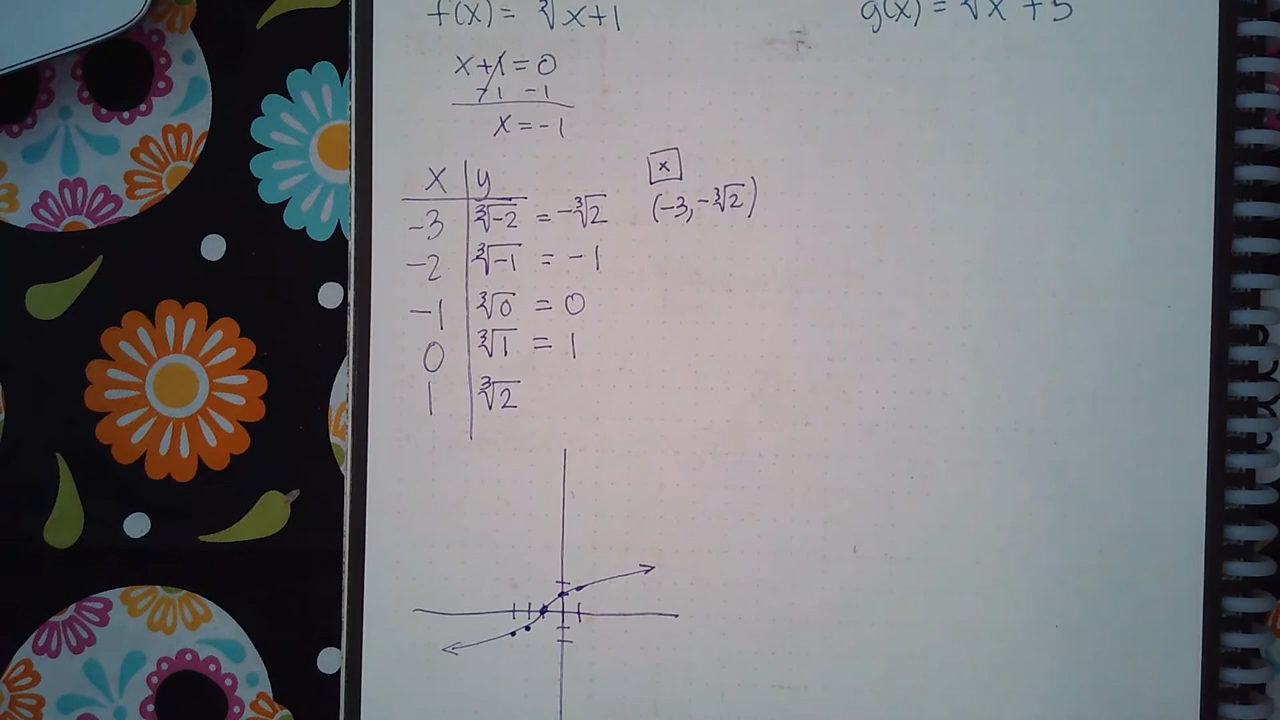 f(x) = ∛x+1
g(x) = ∛x + 5
x+1 = 0
-1 -1
x = -1
x y
-3 ∛-2 = -∛2
-2 ∛-1 = -1
-1 ∛0 = 0
0 ∛1 = 1
1 ∛2
x
(-3, -∛2)